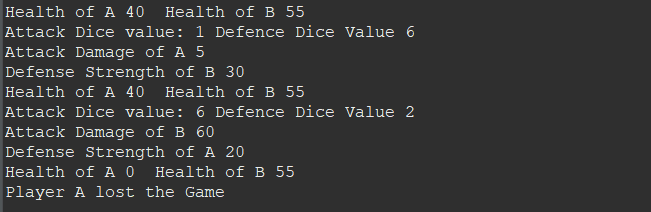 Health of A 40  Health of B 55
Attack Dice value: 1 Defence Dice Value 6
Attack Damage of A 5
Defense Strength of B 30
Health of A 40  Health of B 55
Attack Dice value: 6 Defence Dice Value 2
Attack Damage of B 60
Defense Strength of A 20
Health of A 0  Health of B 55
Player A lost the Game